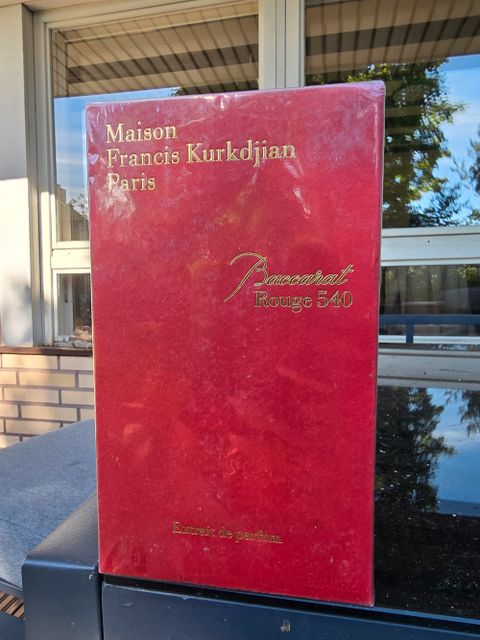 Maison
Francis Kurkdjian
Paris
Baccarat
Rouge 540
Extrait de parfum